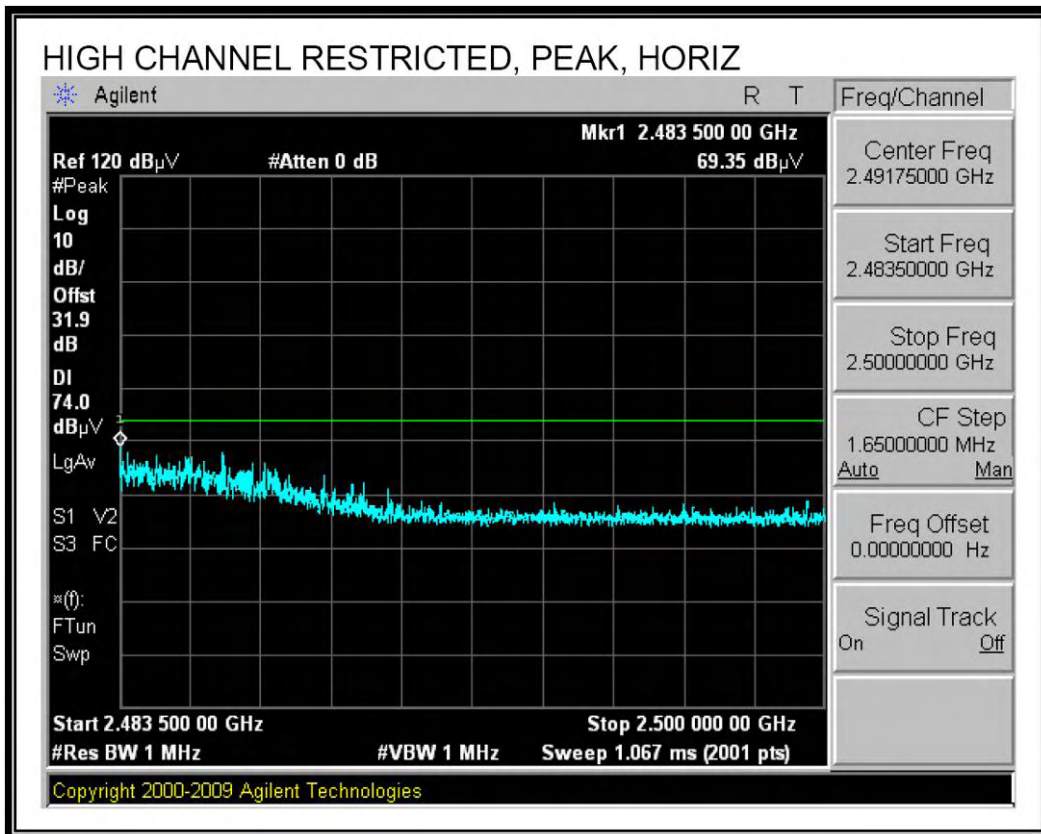 HIGH CHANNEL RESTRICTED, PEAK, HORIZ
Agilent R T
Freq/Channel
Mkr1 2.483 500 00 GHz
Ref 120 dBµV #Atten 0 dB 69.35 dBµV
#Peak
Log
10
dB/
Offst
31.9
dB
DI
74.0
dBµV
1
LgAv
S1 V2
S3 FC
¤(f):
FTun
Swp
Start 2.483 500 00 GHz Stop 2.500 000 00 GHz
#Res BW 1 MHz #VBW 1 MHz Sweep 1.067 ms (2001 pts)
Center Freq
2.49175000 GHz
Start Freq
2.48350000 GHz
Stop Freq
2.50000000 GHz
CF Step
1.65000000 MHz
Auto Man
Freq Offset
0.00000000 Hz
Signal Track
On Off
Copyright 2000-2009 Agilent Technologies